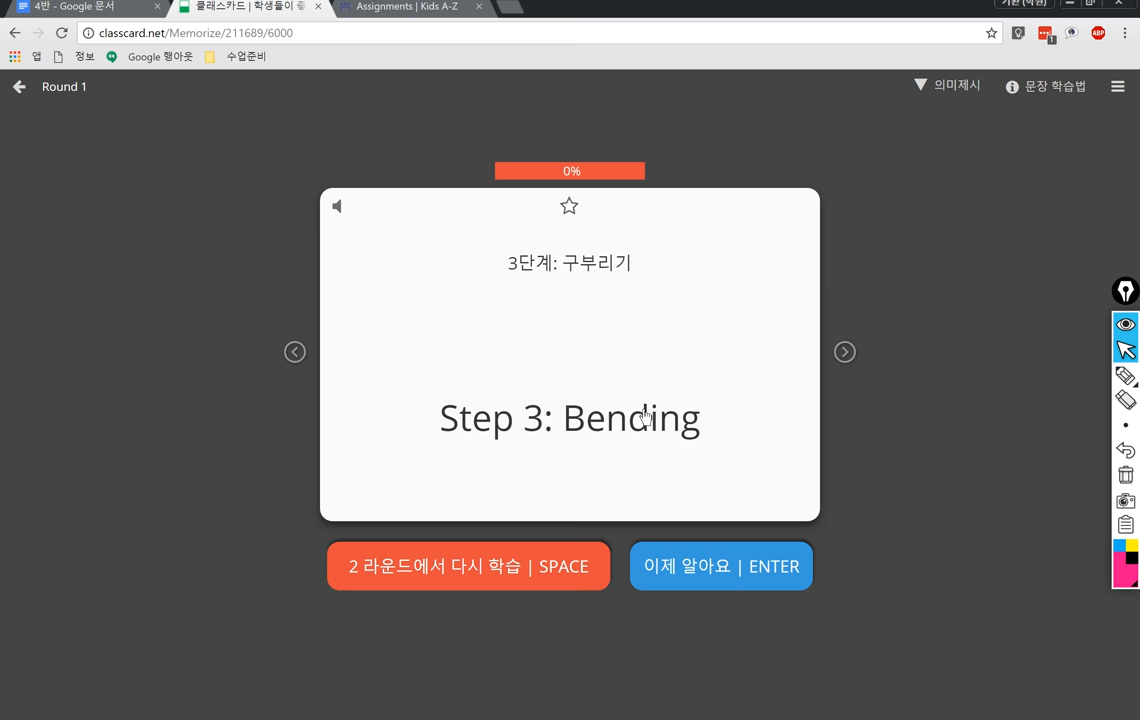 4반 - Google 문서
클래스카드 | 학생들이 좋
Assignments | Kids A-Z
classcard.net/Memorize/211689/6000
1
ABP
앱
정보
Google 행아웃
수업준비
Round 1
의미제시
문장 학습법
0%
3단계: 구부리기
Step 3: Bending
2 라운드에서 다시 학습 | SPACE
이제 알아요 | ENTER